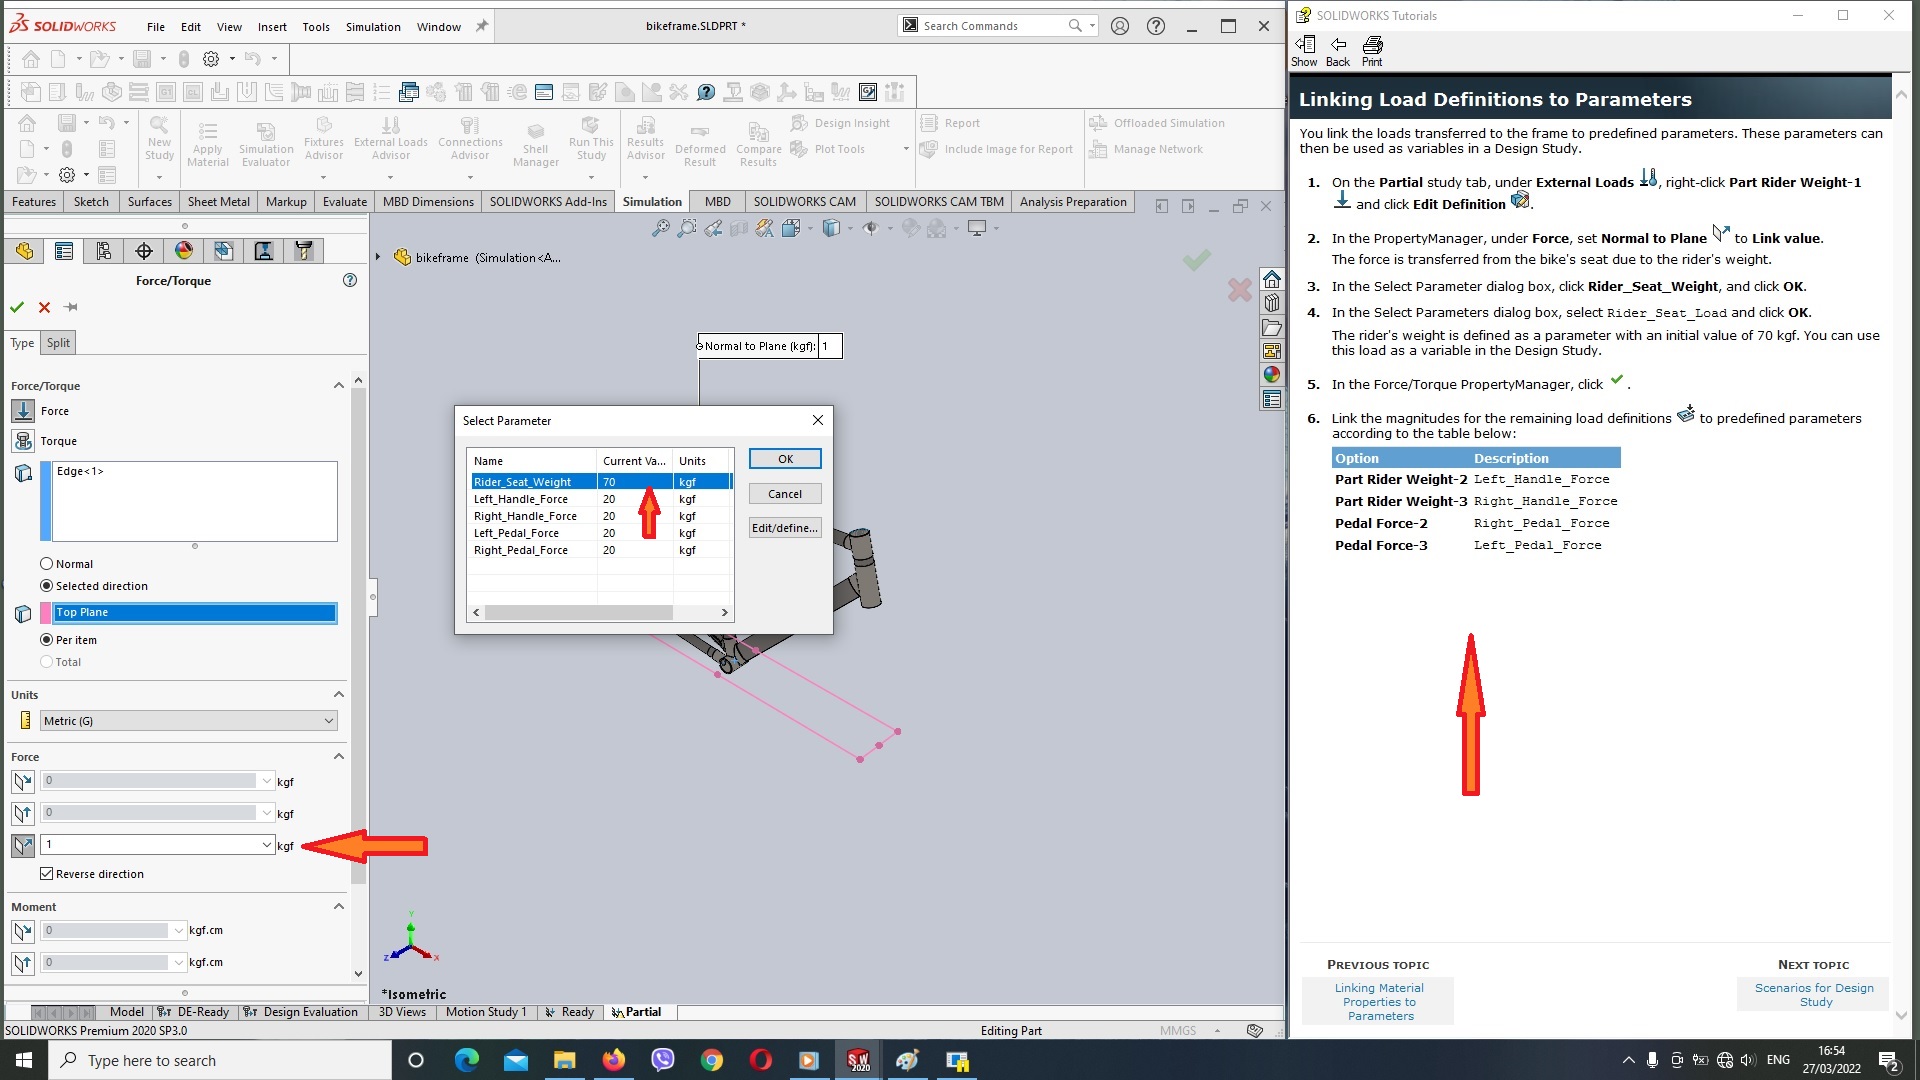 SOLIDWORKS
File Edit View Insert Tools Simulation Window
bikeframe.SLDPRT *
Search Commands
New Study
Apply Material
Simulation Evaluator
Fixtures Advisor
External Loads Advisor
Connections Advisor
Shell Manager
Run This Study
Results Advisor
Deformed Result
Compare Results
Design Insight
Plot Tools
Report
Include Image for Report
Offloaded Simulation
Manage Network
Features Sketch Surfaces Sheet Metal Markup Evaluate MBD Dimensions SOLIDWORKS Add-Ins Simulation MBD SOLIDWORKS CAM SOLIDWORKS CAM TBM Analysis Preparation
bikeframe (Simulation<A...
Force/Torque
Type Split
Force/Torque
Force
Torque
Edge<1>
Normal
Selected direction
Top Plane
Per item
Total
Units
Metric (G)
Force
0 kgf
0 kgf
1 kgf
Reverse direction
Moment
0 kgf.cm
0 kgf.cm
Normal to Plane (kgf): 1
Select Parameter
Name Current Va... Units
Rider_Seat_Weight 70 kgf
Left_Handle_Force 20 kgf
Right_Handle_Force 20 kgf
Left_Pedal_Force 20 kgf
Right_Pedal_Force 20 kgf
OK
Cancel
Edit/define...
Y
Z
X
*Isometric
Model DE-Ready Design Evaluation 3D Views Motion Study 1 Ready Partial
SOLIDWORKS Premium 2020 SP3.0
Editing Part
MMGS
SOLIDWORKS Tutorials
Show Back Print
Linking Load Definitions to Parameters
You link the loads transferred to the frame to predefined parameters. These parameters can
then be used as variables in a Design Study.
1. On the Partial study tab, under External Loads , right-click Part Rider Weight-1
and click Edit Definition .
2. In the PropertyManager, under Force, set Normal to Plane to Link value.
The force is transferred from the bike's seat due to the rider's weight.
3. In the Select Parameter dialog box, click Rider_Seat_Weight, and click OK.
4. In the Select Parameters dialog box, select Rider_Seat_Load and click OK.
The rider's weight is defined as a parameter with an initial value of 70 kgf. You can use
this load as a variable in the Design Study.
5. In the Force/Torque PropertyManager, click .
6. Link the magnitudes for the remaining load definitions to predefined parameters
according to the table below:
Option Description
Part Rider Weight-2 Left_Handle_Force
Part Rider Weight-3 Right_Handle_Force
Pedal Force-2 Right_Pedal_Force
Pedal Force-3 Left_Pedal_Force
PREVIOUS TOPIC
Linking Material
Properties to
Parameters
NEXT TOPIC
Scenarios for Design
Study
Type here to search
SW
2020
ENG
16:54
27/03/2022
2